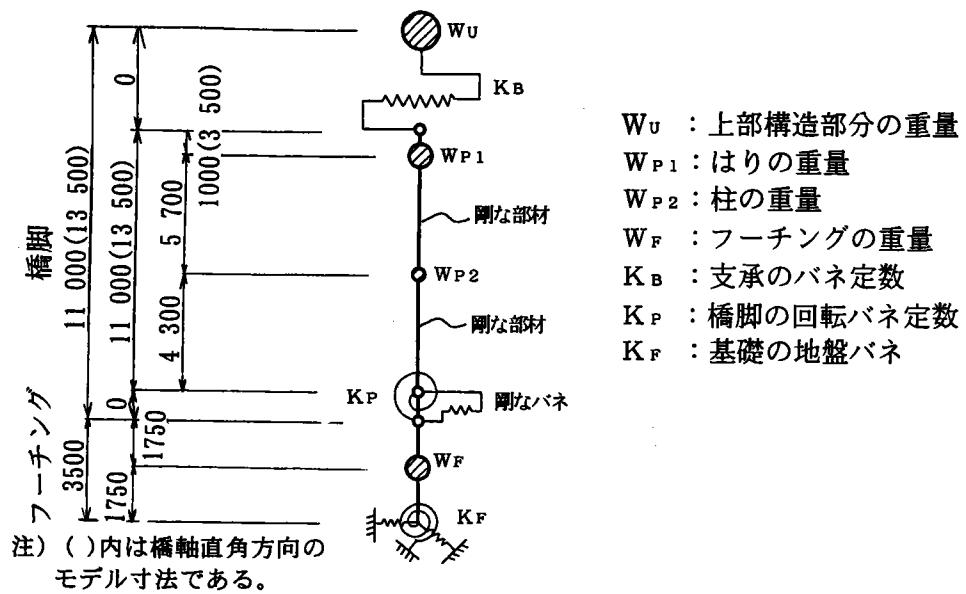 WU
KB
WP1
剛な部材
WP2
剛な部材
KP
剛なバネ
WF
KF
橋脚
フーチング
11 000(13 500)
3500
0
11 000(13 500)
0
1750
1750
1000(3 500)
5 700
4 300
WU：上部構造部分の重量
WP1：はりの重量
WP2：柱の重量
WF：フーチングの重量
KB：支承のバネ定数
KP：橋脚の回転バネ定数
KF：基礎の地盤バネ
注）( )内は橋軸直角方向の
モデル寸法である。